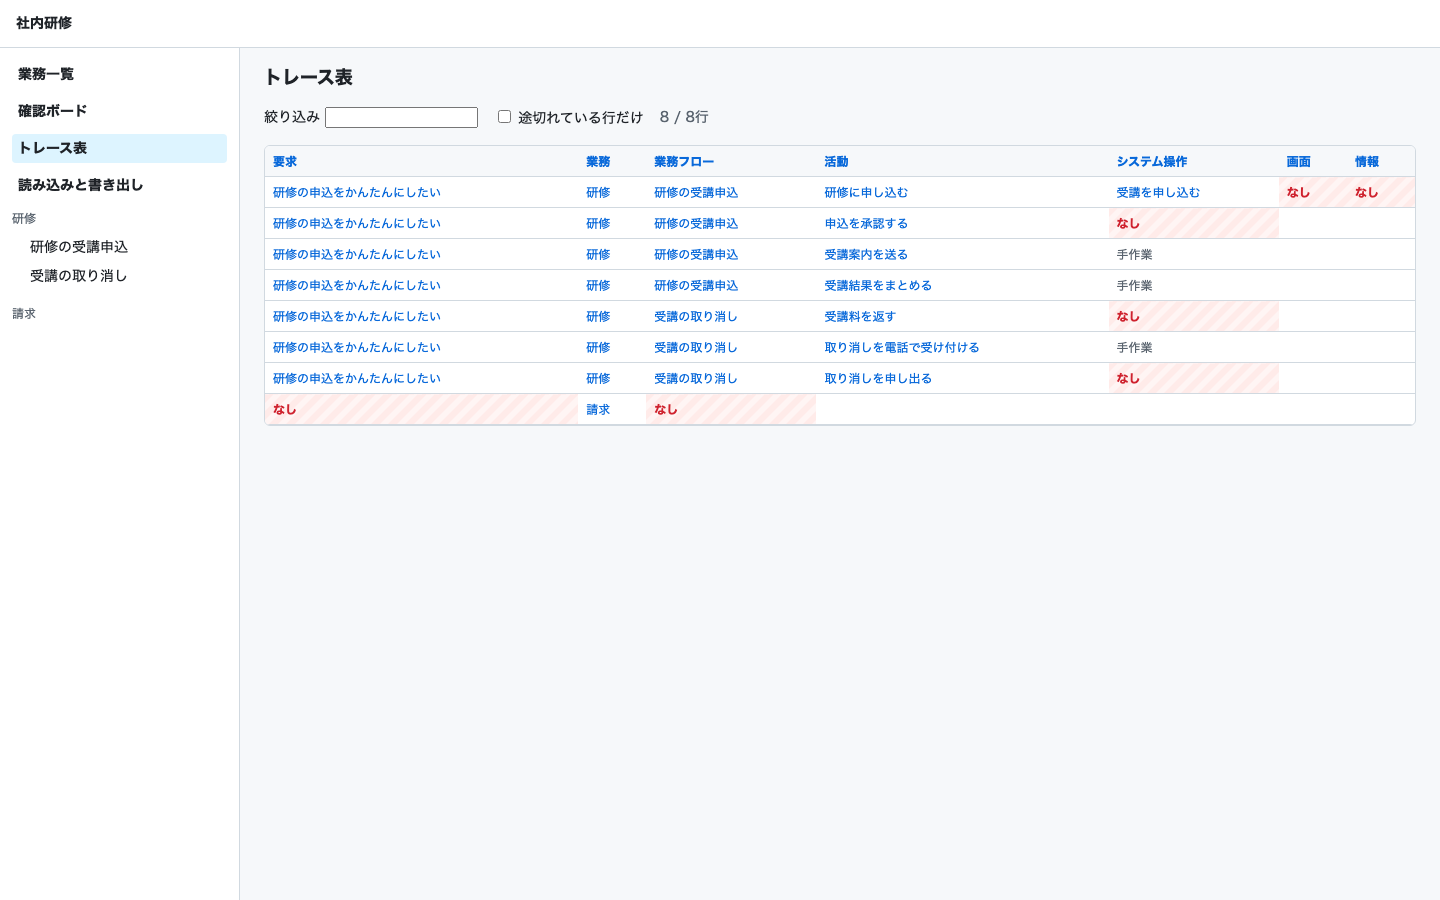 社内研修
業務一覧
確認ボード
トレース表
読み込みと書き出し
研修
研修の受講申込
受講の取り消し
請求
トレース表
絞り込み 途切れている行だけ 8 / 8行
要求 業務 業務フロー 活動 システム操作 画面 情報
研修の申込をかんたんにしたい 研修 研修の受講申込 研修に申し込む 受講を申し込む なし なし
研修の申込をかんたんにしたい 研修 研修の受講申込 申込を承認する なし
研修の申込をかんたんにしたい 研修 研修の受講申込 受講案内を送る 手作業
研修の申込をかんたんにしたい 研修 研修の受講申込 受講結果をまとめる 手作業
研修の申込をかんたんにしたい 研修 受講の取り消し 受講料を返す なし
研修の申込をかんたんにしたい 研修 受講の取り消し 取り消しを電話で受け付ける 手作業
研修の申込をかんたんにしたい 研修 受講の取り消し 取り消しを申し出る なし
なし 請求 なし